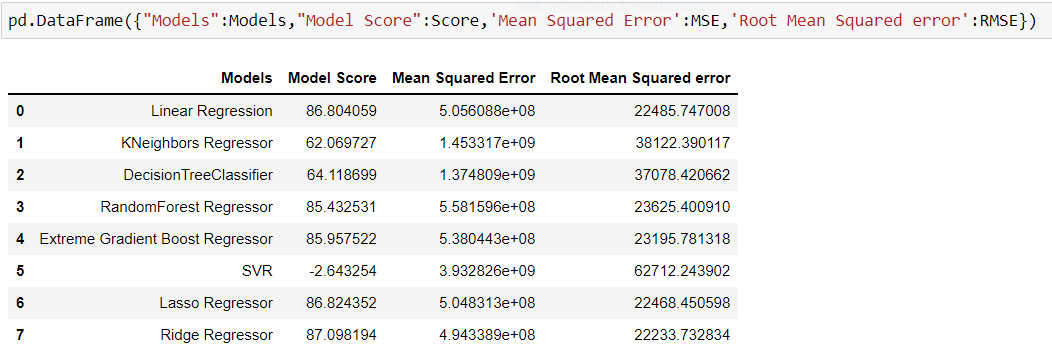 pd.DataFrame({"Models":Models,"Model Score":Score,'Mean Squared Error':MSE,'Root Mean Squared error':RMSE})
Models Model Score Mean Squared Error Root Mean Squared error
0 Linear Regression 86.804059 5.056088e+08 22485.747008
1 KNeighbors Regressor 62.069727 1.453317e+09 38122.390117
2 DecisionTreeClassifier 64.118699 1.374809e+09 37078.420662
3 RandomForest Regressor 85.432531 5.581596e+08 23625.400910
4 Extreme Gradient Boost Regressor 85.957522 5.380443e+08 23195.781318
5 SVR -2.643254 3.932826e+09 62712.243902
6 Lasso Regressor 86.824352 5.048313e+08 22468.450598
7 Ridge Regressor 87.098194 4.943389e+08 22233.732834